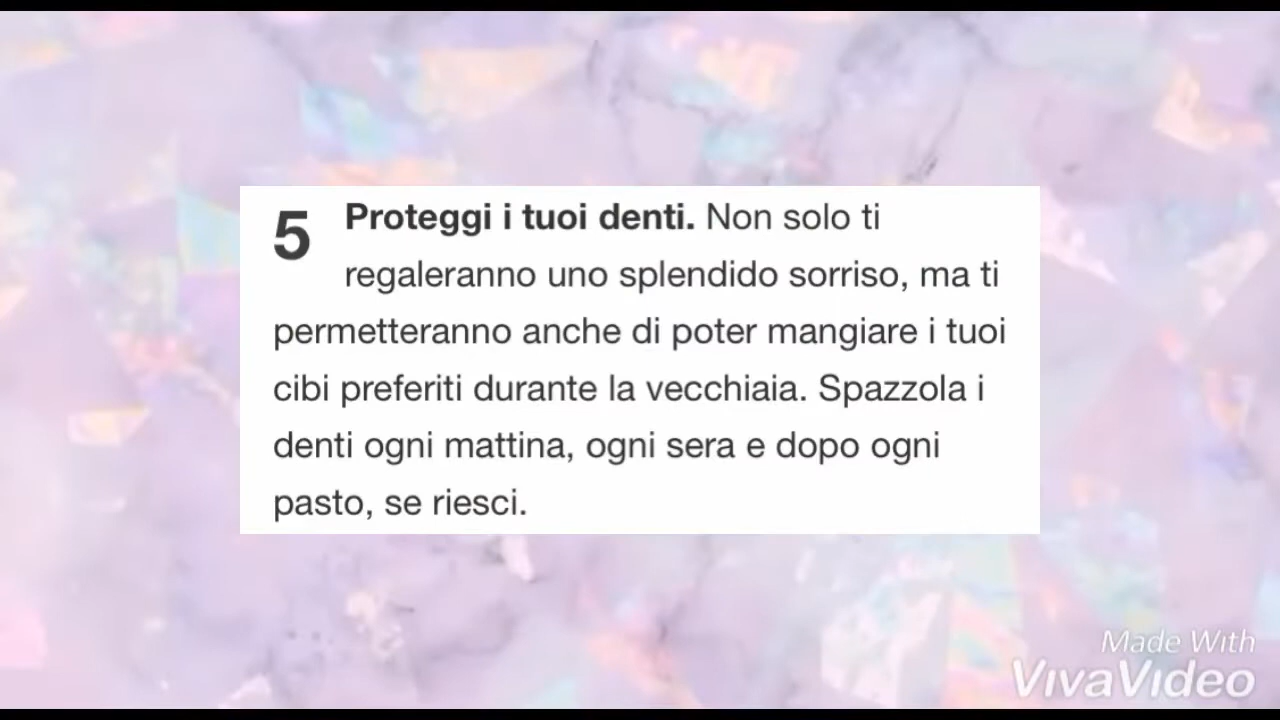 5 Proteggi i tuoi denti. Non solo ti
regaleranno uno splendido sorriso, ma ti
permetteranno anche di poter mangiare i tuoi
cibi preferiti durante la vecchiaia. Spazzola i
denti ogni mattina, ogni sera e dopo ogni
pasto, se riesci.
Made With
VivaVideo